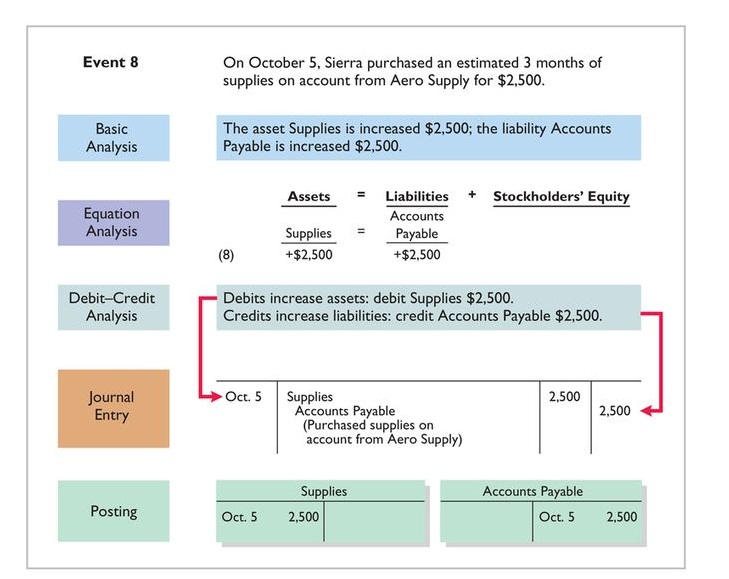 Event 8
On October 5, Sierra purchased an estimated 3 months of
supplies on account from Aero Supply for $2,500.
Basic
Analysis
The asset Supplies is increased $2,500; the liability Accounts
Payable is increased $2,500.
Equation
Analysis
Assets = Liabilities + Stockholders' Equity
Accounts
Supplies = Payable
(8) +$2,500 +$2,500
Debit–Credit
Analysis
Debits increase assets: debit Supplies $2,500.
Credits increase liabilities: credit Accounts Payable $2,500.
Journal
Entry
Oct. 5 Supplies 2,500
Accounts Payable 2,500
(Purchased supplies on
account from Aero Supply)
Posting
Supplies
Oct. 5 2,500
Accounts Payable
Oct. 5 2,500